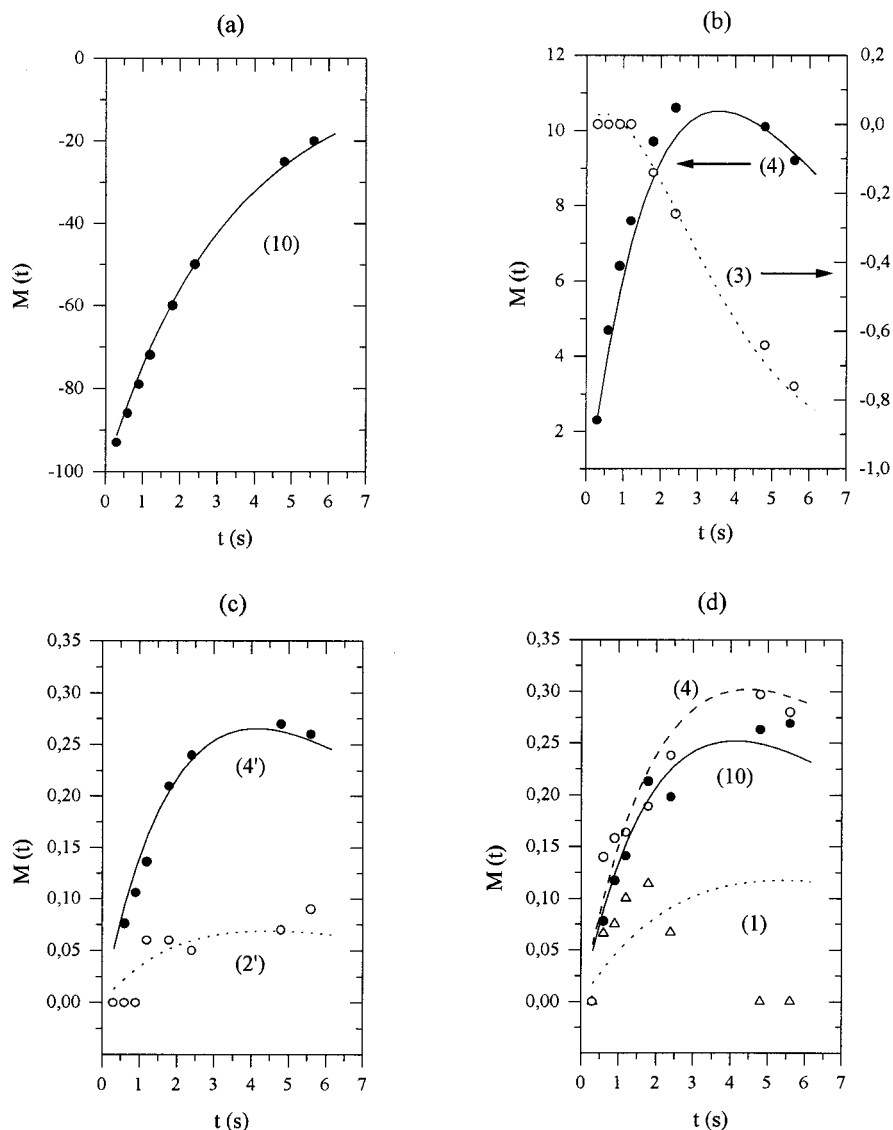 (a)
0
-20
-40
-60
-80
-100
M (t)
(10)
0 1 2 3 4 5 6 7
t (s)
(b)
12
10
8
6
4
2
M (t)
0,2
0,0
-0,2
-0,4
-0,6
-0,8
-1,0
(4)
(3)
0 1 2 3 4 5 6 7
t (s)
(c)
0,35
0,30
0,25
0,20
0,15
0,10
0,05
0,00
M (t)
(4')
(2')
0 1 2 3 4 5 6 7
t (s)
(d)
0,35
0,30
0,25
0,20
0,15
0,10
0,05
0,00
M (t)
(4)
(10)
(1)
0 1 2 3 4 5 6 7
t (s)